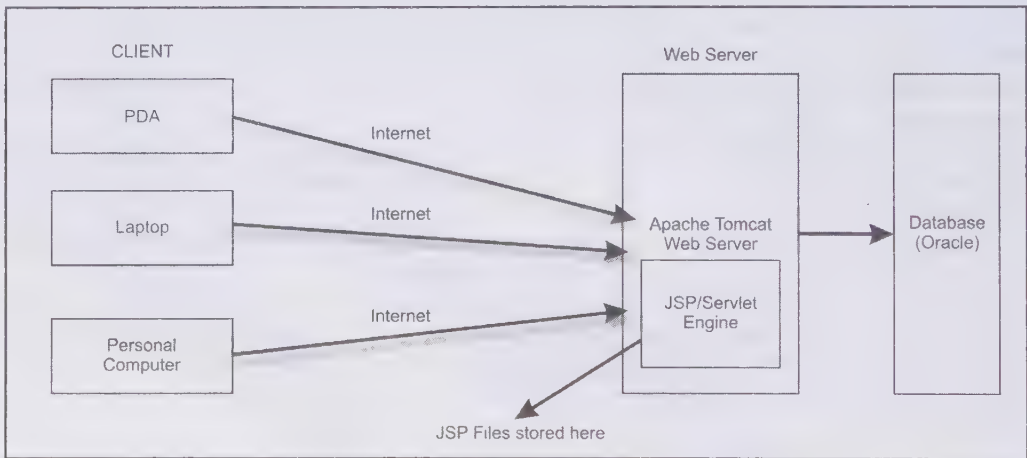 CLIENT
Web Server
PDA
Internet
Laptop
Internet
Apache Tomcat
Web Server
Database
(Oracle)
JSP/Servlet
Engine
Internet
Personal
Computer
JSP Files stored here